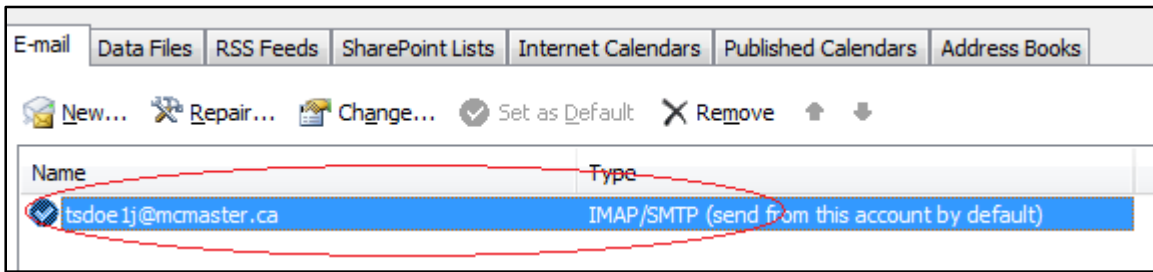 E-mail Data Files RSS Feeds SharePoint Lists Internet Calendars Published Calendars Address Books
New... Repair... Change... Set as Default Remove
Name Type
tsdoe1j@mcmaster.ca IMAP/SMTP (send from this account by default)